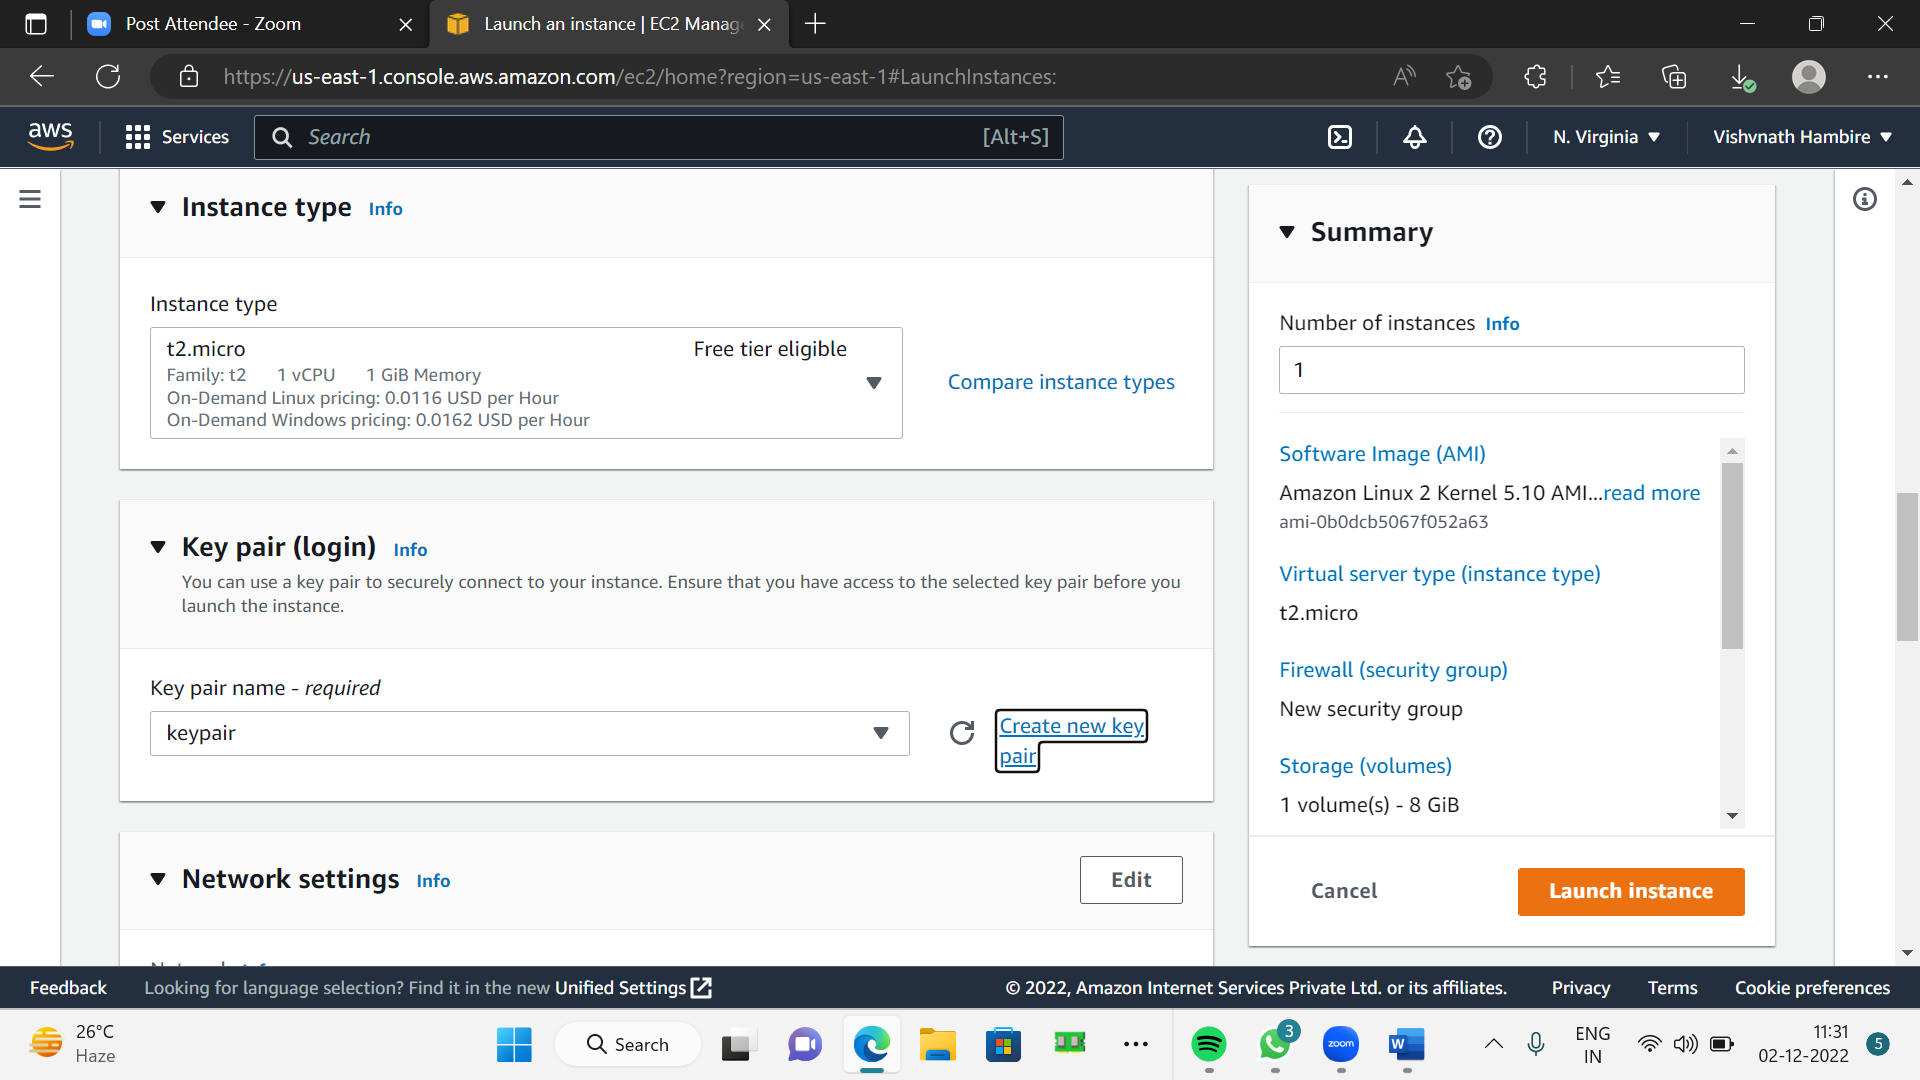 Post Attendee - Zoom
Launch an instance | EC2 Manag
https://us-east-1.console.aws.amazon.com/ec2/home?region=us-east-1#LaunchInstances:
aws
Services
Search
[Alt+S]
N. Virginia
Vishvnath Hambire
Instance type Info
Instance type
t2.micro
Free tier eligible
Family: t2 1 vCPU 1 GiB Memory
On-Demand Linux pricing: 0.0116 USD per Hour
On-Demand Windows pricing: 0.0162 USD per Hour
Compare instance types
Key pair (login) Info
You can use a key pair to securely connect to your instance. Ensure that you have access to the selected key pair before you
launch the instance.
Key pair name - required
keypair
Create new key
pair
Network settings Info
Edit
Summary
Number of instances Info
1
Software Image (AMI)
Amazon Linux 2 Kernel 5.10 AMI...read more
ami-0b0dcb5067f052a63
Virtual server type (instance type)
t2.micro
Firewall (security group)
New security group
Storage (volumes)
1 volume(s) - 8 GiB
Cancel
Launch instance
Feedback
Looking for language selection? Find it in the new Unified Settings
© 2022, Amazon Internet Services Private Ltd. or its affiliates.
Privacy
Terms
Cookie preferences
26°C
Haze
Search
3
zoom
W
ENG
IN
11:31
02-12-2022
5